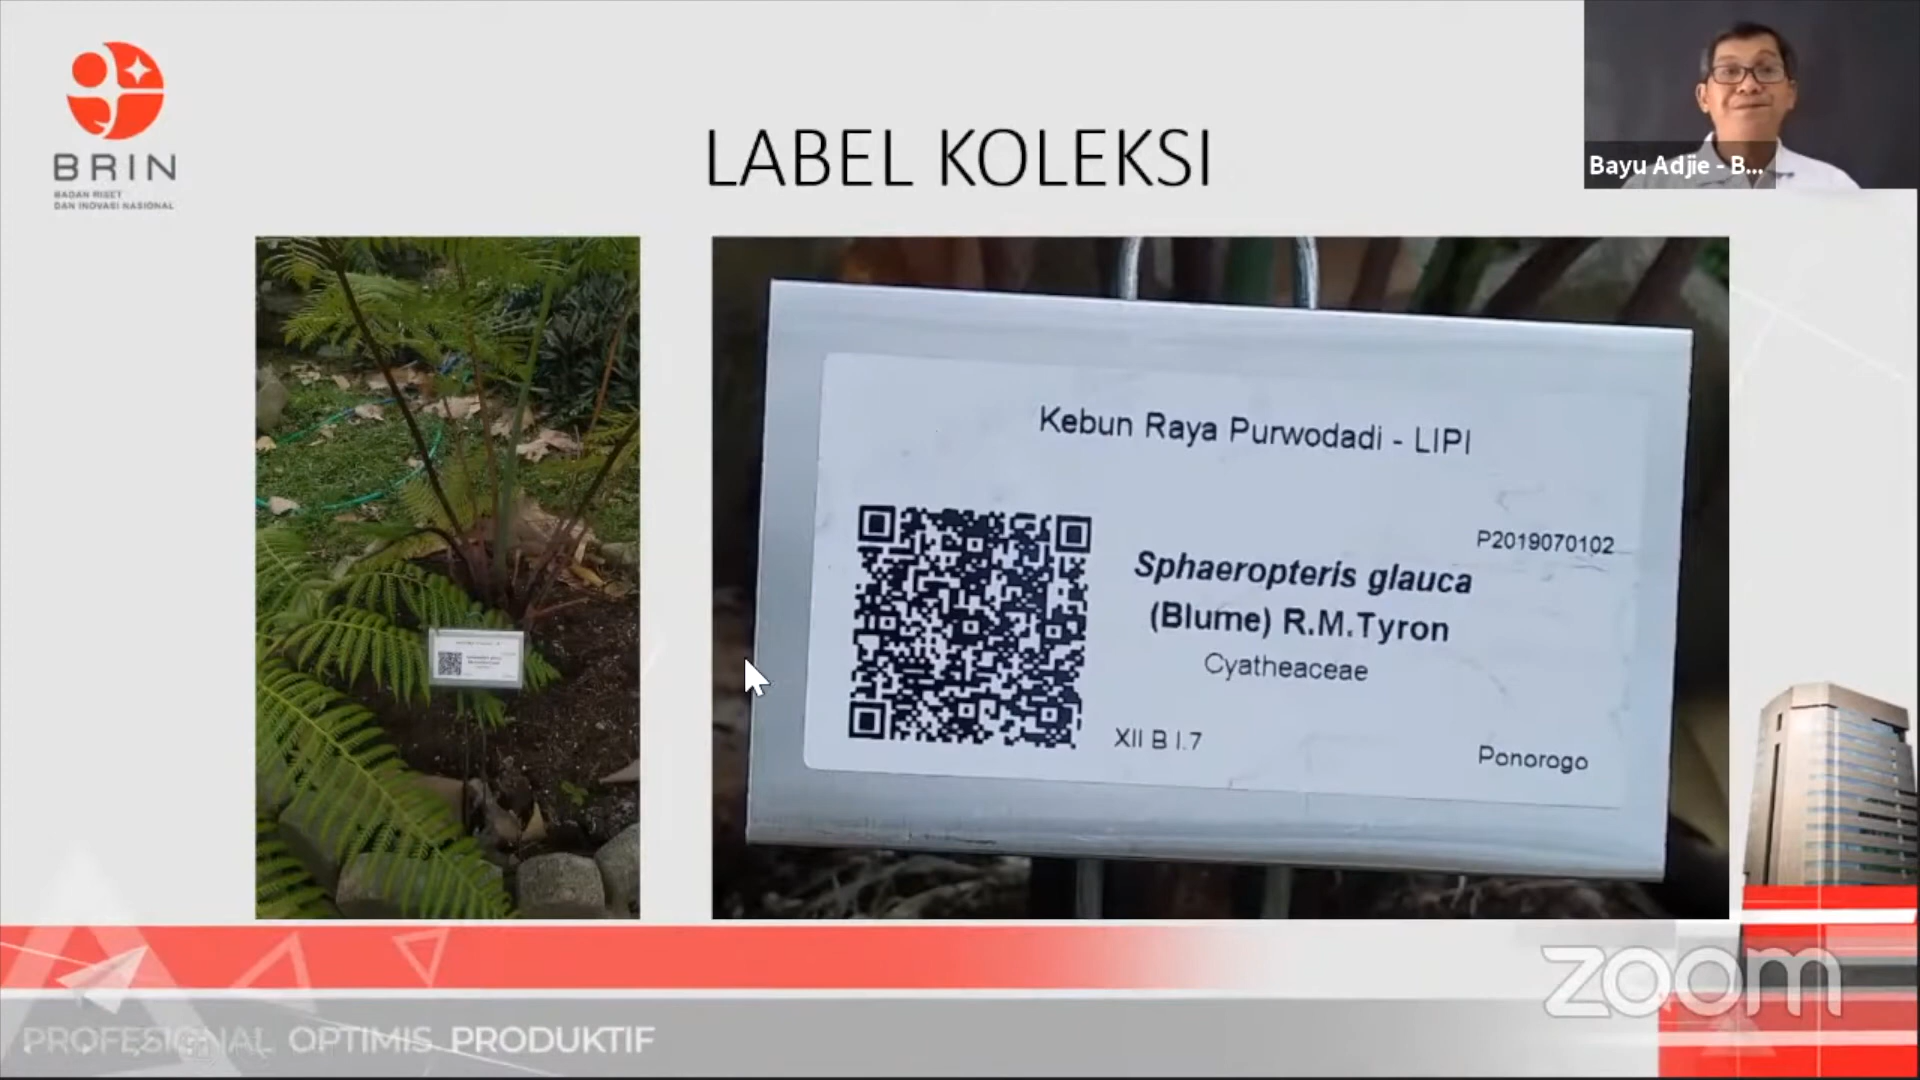 BRIN
BADAN RISET
DAN INOVASI NASIONAL
LABEL KOLEKSI
Bayu Adjie - B...
Kebun Raya Purwodadi - LIPI
P2019070102
Sphaeropteris glauca
(Blume) R.M.Tyron
Cyatheaceae
XII B I.7
Ponorogo
zoom
PROFESIONAL OPTIMIS PRODUKTIF